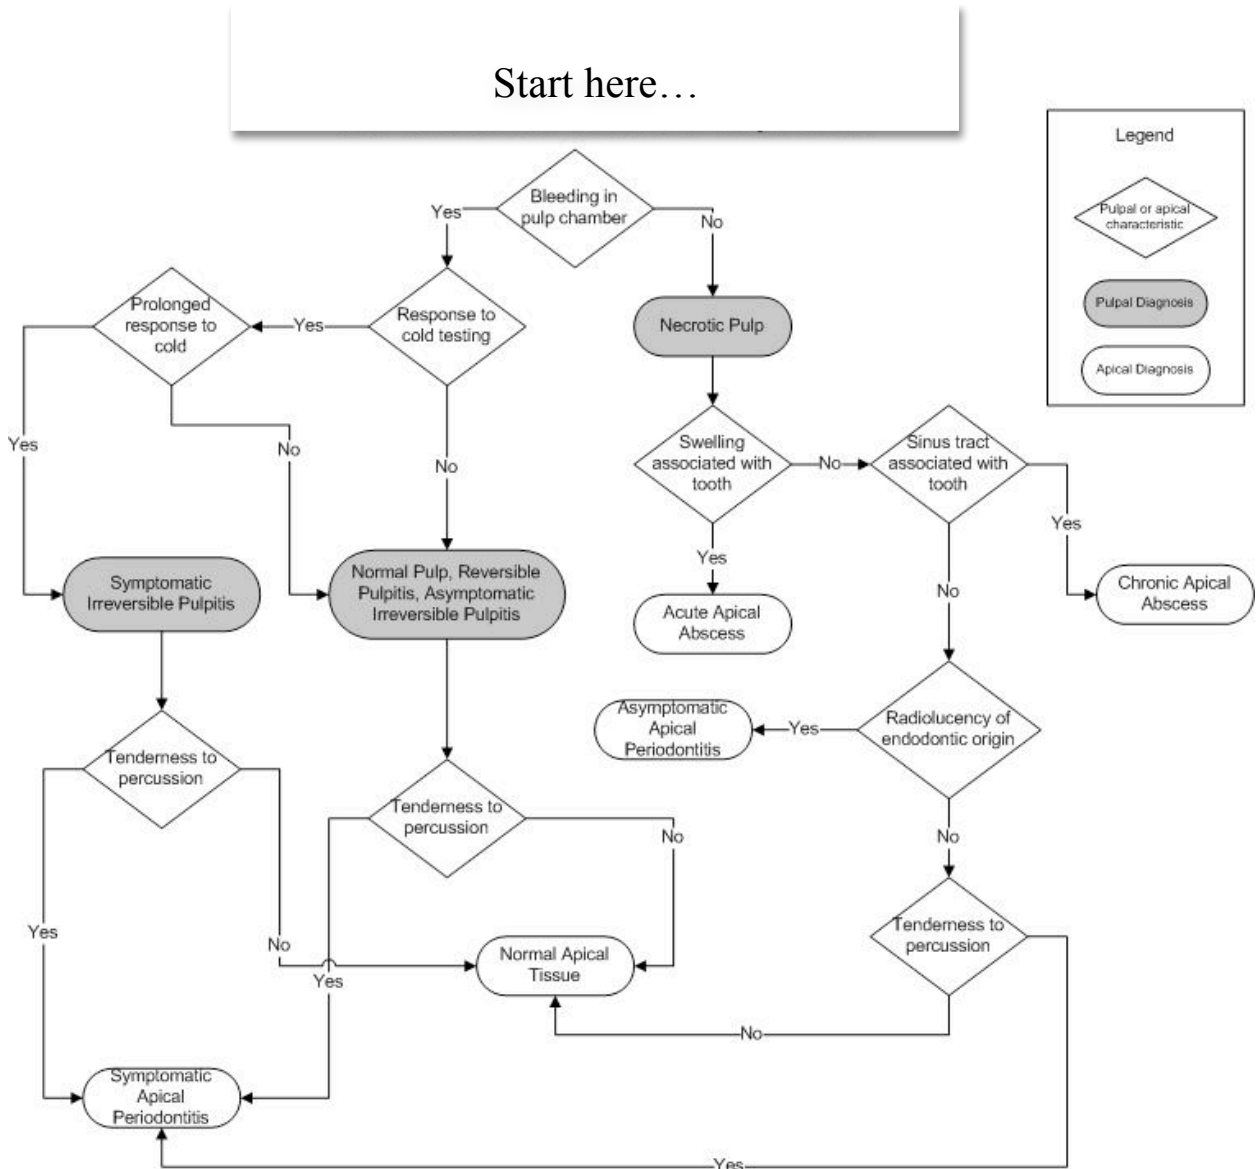 Start here…
Legend
Pulpal or apical
characteristic
Pulpal Diagnosis
Apical Diagnosis
Bleeding in
pulp chamber
Yes
No
Prolonged
response to
cold
Yes
Response to
cold testing
Necrotic Pulp
Yes
No
No
Swelling
associated with
tooth
No
Sinus tract
associated with
tooth
Yes
Yes
No
Symptomatic
Irreversible Pulpitis
Normal Pulp, Reversible
Pulpitis, Asymptomatic
Irreversible Pulpitis
Acute Apical
Abscess
Chronic Apical
Abscess
Asymptomatic
Apical
Periodontitis
Yes
Radiolucency of
endodontic origin
Tenderness to
percussion
Tenderness to
percussion
No
No
Tenderness to
percussion
Yes
No
Yes
Normal Apical
Tissue
No
Symptomatic
Apical
Periodontitis
Yes